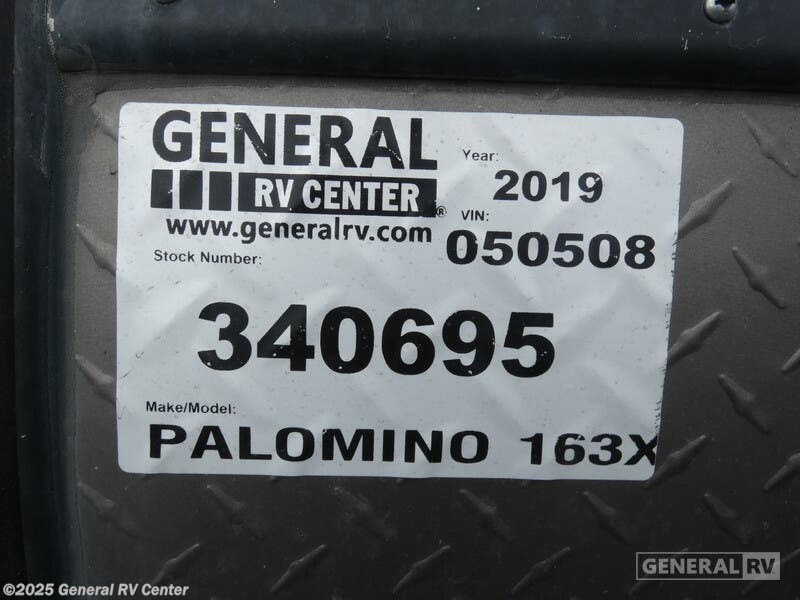 GENERAL
RV CENTER®
www.generalrv.com
Year:
2019
VIN:
050508
Stock Number:
340695
Make/Model:
PALOMINO 163X
GENERAL RV
©2025 General RV Center